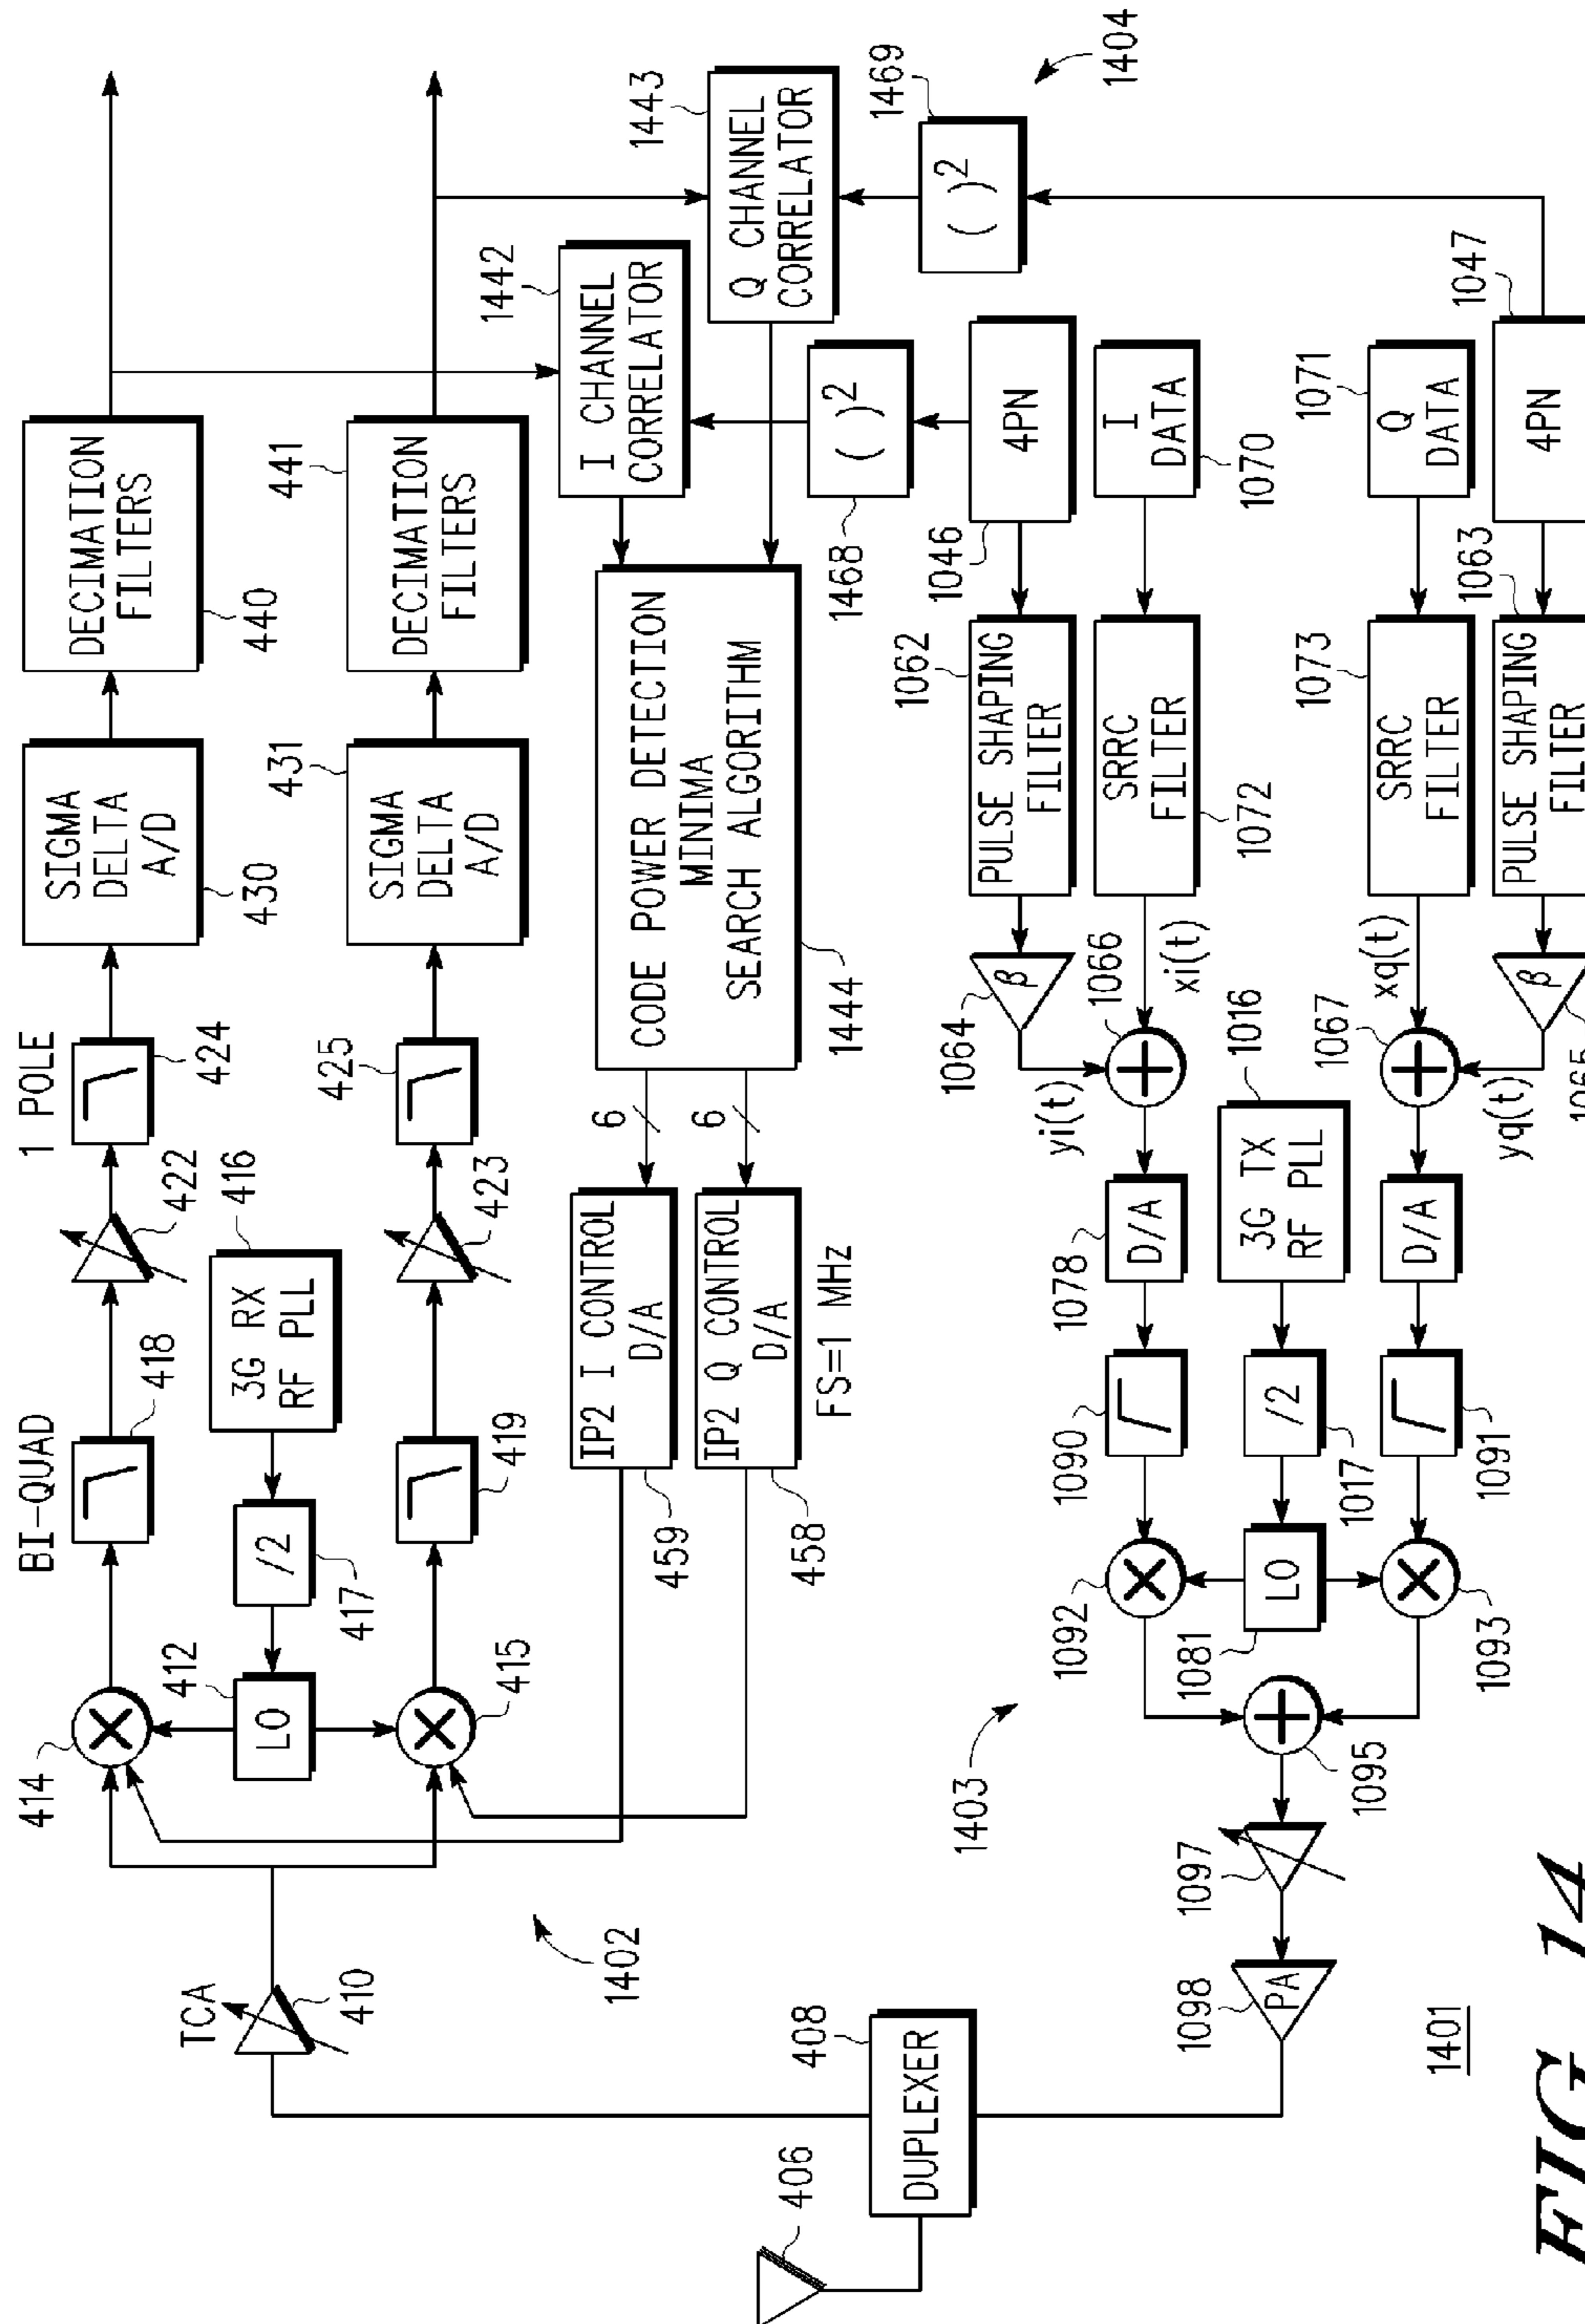 406
408
DUPLEXER
TCA
410
1402
414
412
LO
415
/2
417
3G RX
RF PLL
416
BI-QUAD
418
419
422
423
1 POLE
424
425
SIGMA
DELTA
A/D
430
SIGMA
DELTA
A/D
431
DECIMATION
FILTERS
440
DECIMATION
FILTERS
441
IP2 I CONTROL
D/A
459
IP2 Q CONTROL
D/A
458
FS=1 MHz
6
6
CODE POWER DETECTION
MINIMA
SEARCH ALGORITHM
1444
I CHANNEL
CORRELATOR
1442
Q CHANNEL
CORRELATOR
1443
( )2
1468
( )2
1469
1404
1403
PA
1098
1097
1095
1092
1093
LO
1081
/2
1017
3G TX
RF PLL
1016
1090
1091
D/A
1078
D/A
yi(t)
1066
xi(t)
1067
xq(t)
yq(t)
β
1064
β
1065
PULSE SHAPING
FILTER
1062
SRRC
FILTER
1072
SRRC
FILTER
1073
PULSE SHAPING
FILTER
1063
4PN
1046
I
DATA
1070
Q
DATA
1071
4PN
1047
1401
FIG. 14